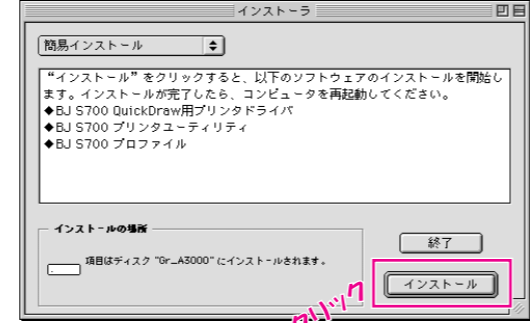 インストーラ
簡易インストール
“インストール”をクリックすると、以下のソフトウェアのインストールを開始し
ます。インストールが完了したら、コンピュータを再起動してください。
◆BJ S700 QuickDraw用プリンタドライバ
◆BJ S700 プリンタユーティリティ
◆BJ S700 プロファイル
インストールの場所
項目はディスク "Gr_A3000" にインストールされます。
終了
インストール
クリック